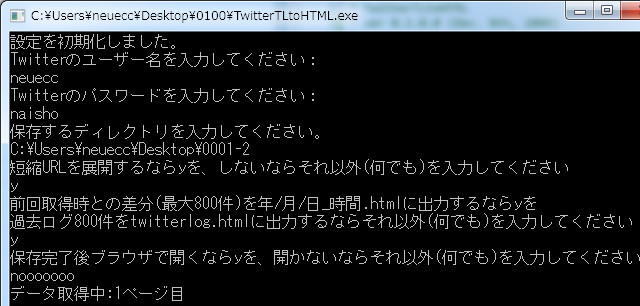 C:¥Users¥neuecc¥Desktop¥0100¥TwitterTLtoHTML.exe
設定を初期化しました。
Twitterのユーザー名を入力してください：
neuecc
Twitterのパスワードを入力してください：
naisho
保存するディレクトリを入力してください。
C:¥Users¥neuecc¥Desktop¥0001-2
短縮URLを展開するならyを、しないならそれ以外(何でも)を入力してください
y
前回取得時との差分(最大800件)を年/月/日_時間.htmlに出力するならyを
過去ログ800件をtwitterlog.htmlに出力するならそれ以外(何でも)を入力してください
y
保存完了後ブラウザで開くならyを、開かないならそれ以外(何でも)を入力してください
nooooooo
データ取得中:1ページ目